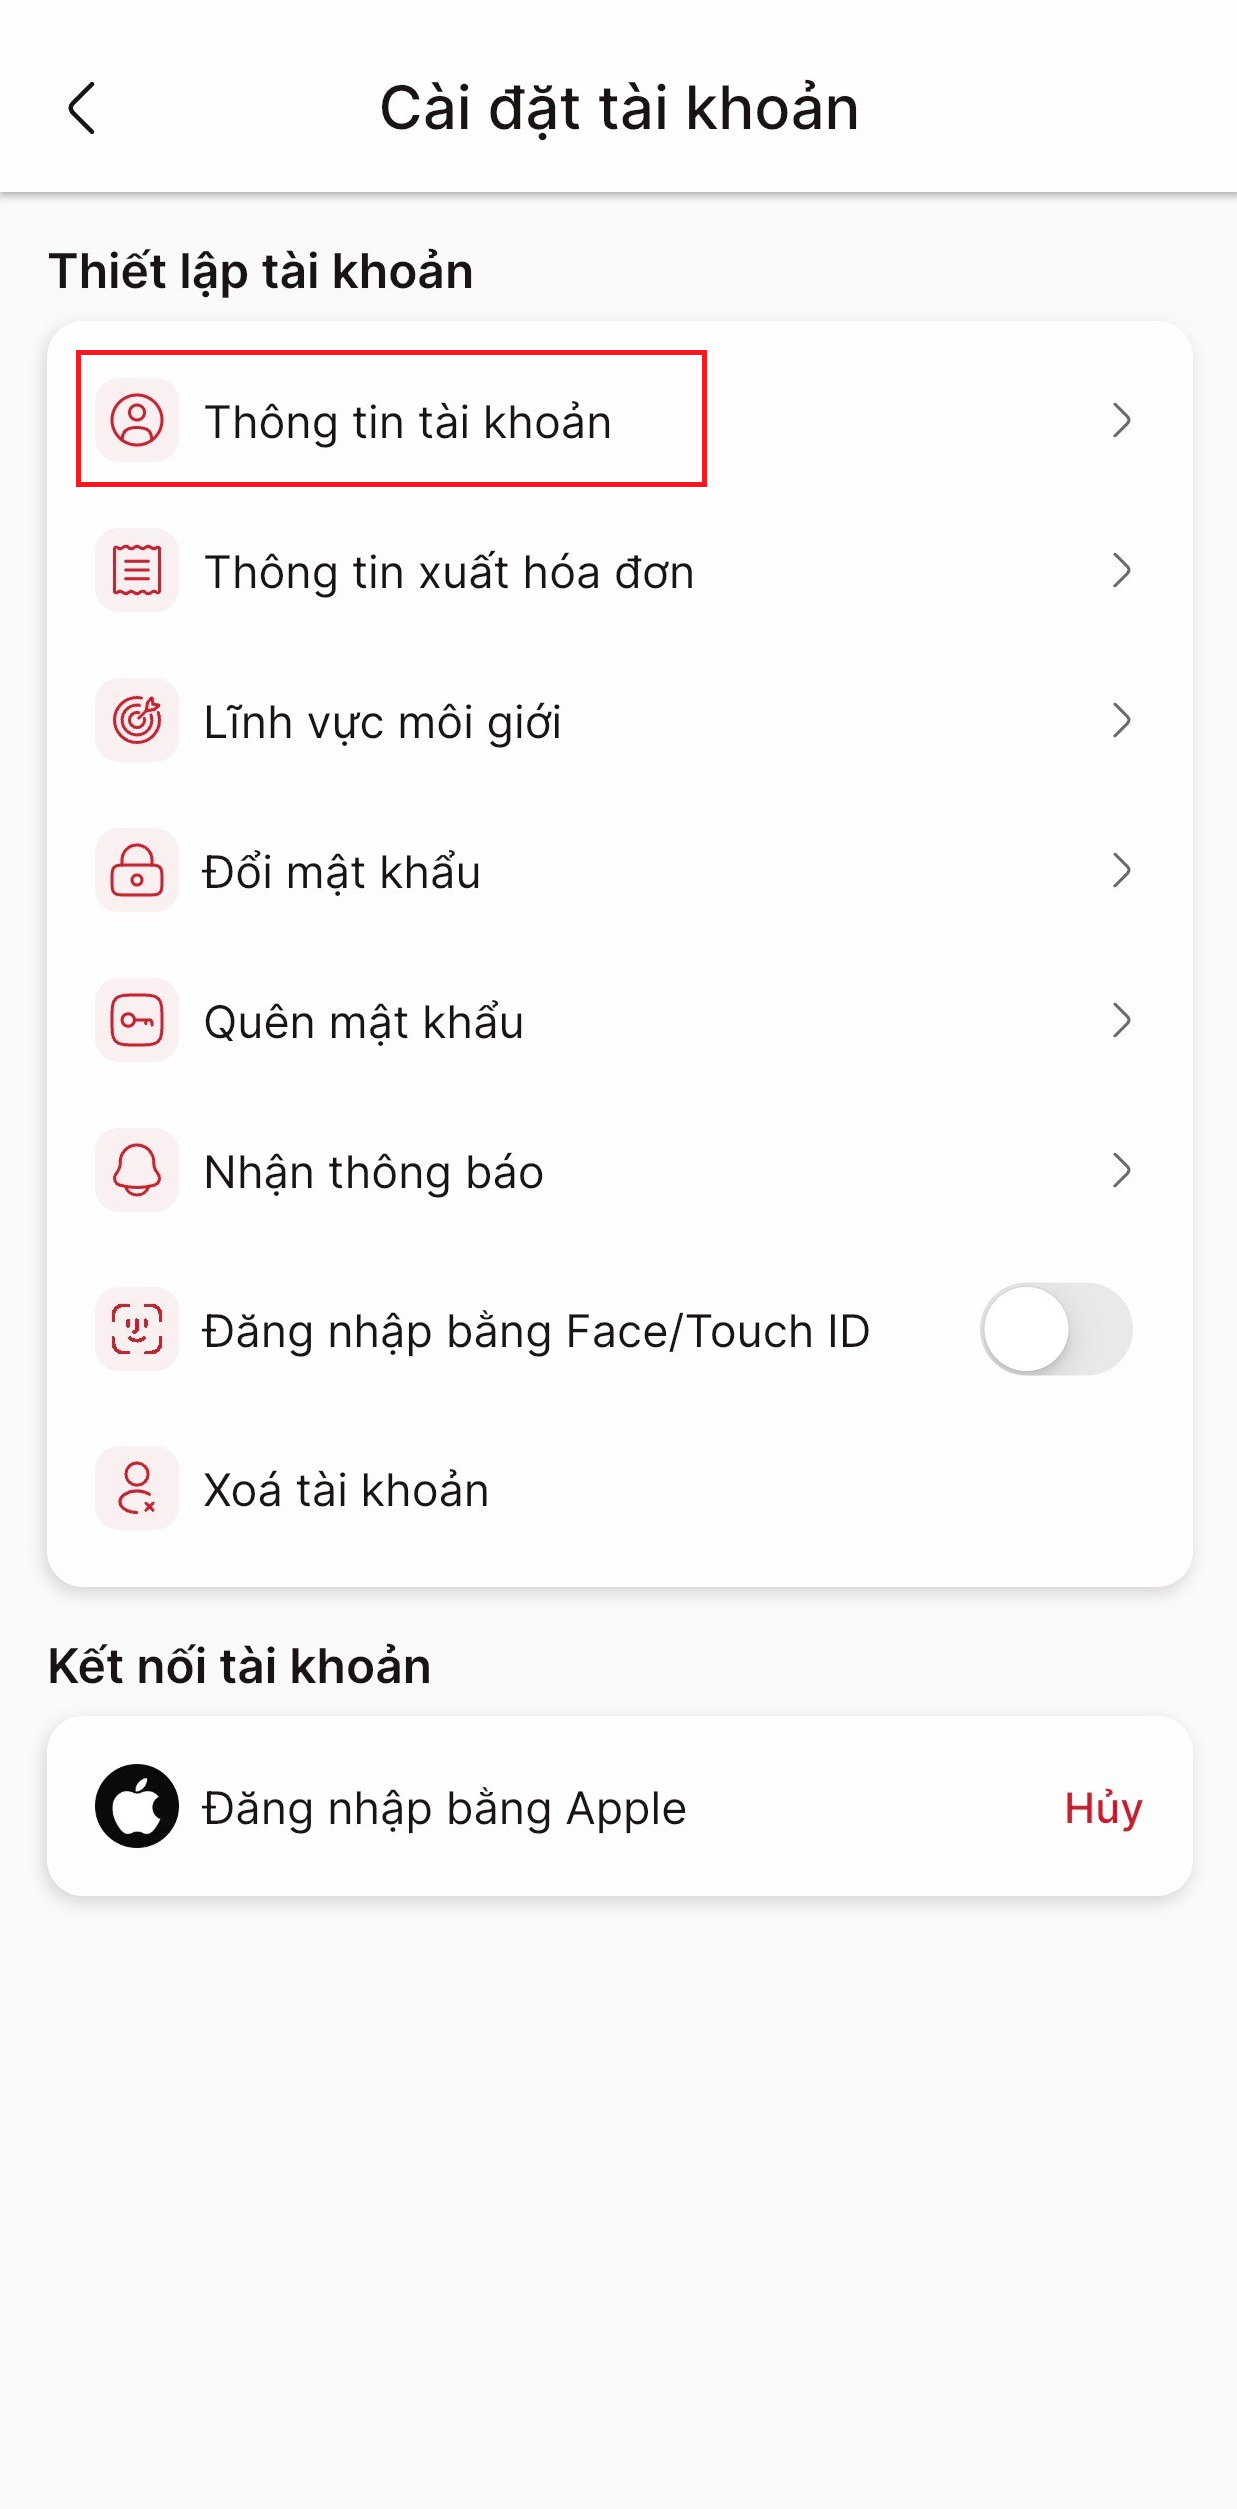 Cài đặt tài khoản
Thiết lập tài khoản
Thông tin tài khoản
Thông tin xuất hóa đơn
Lĩnh vực môi giới
Đổi mật khẩu
Quên mật khẩu
Nhận thông báo
Đăng nhập bằng Face/Touch ID
Xoá tài khoản
Kết nối tài khoản
Đăng nhập bằng Apple Hủy